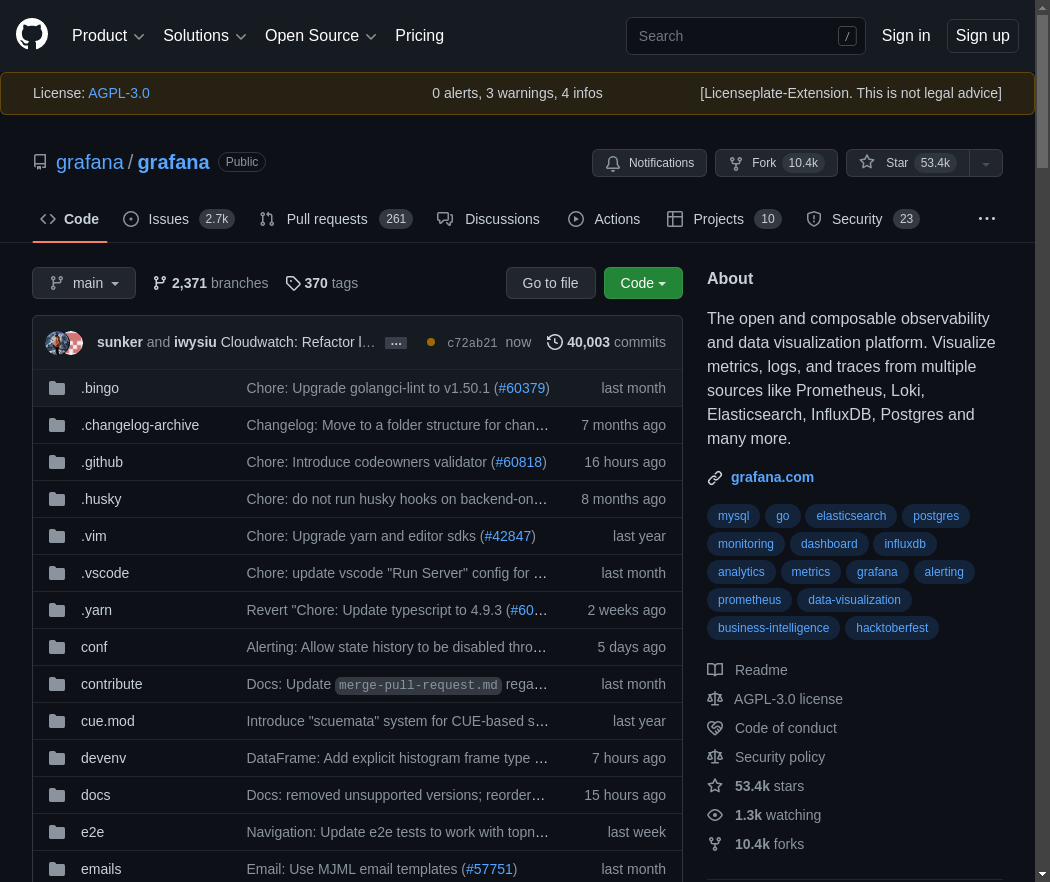 Product Solutions Open Source Pricing Search / Sign in Sign up
License: AGPL-3.0 0 alerts, 3 warnings, 4 infos [Licenseplate-Extension. This is not legal advice]
grafana / grafana Public Notifications Fork 10.4k Star 53.4k
Code Issues 2.7k Pull requests 261 Discussions Actions Projects 10 Security 23 ...
main 2,371 branches 370 tags Go to file Code
sunker and iwysiu Cloudwatch: Refactor l… … c72ab21 now 40,003 commits
.bingo Chore: Upgrade golangci-lint to v1.50.1 (#60379) last month
.changelog-archive Changelog: Move to a folder structure for chan… 7 months ago
.github Chore: Introduce codeowners validator (#60818) 16 hours ago
.husky Chore: do not run husky hooks on backend-on… 8 months ago
.vim Chore: Upgrade yarn and editor sdks (#42847) last year
.vscode Chore: update vscode "Run Server" config for … last month
.yarn Revert "Chore: Update typescript to 4.9.3 (#60… 2 weeks ago
conf Alerting: Allow state history to be disabled thro… 5 days ago
contribute Docs: Update merge-pull-request.md rega… last month
cue.mod Introduce "scuemata" system for CUE-based s… last year
devenv DataFrame: Add explicit histogram frame type … 7 hours ago
docs Docs: removed unsupported versions; reorder… 15 hours ago
e2e Navigation: Update e2e tests to work with topn… last week
emails Email: Use MJML email templates (#57751) last month
About
The open and composable observability
and data visualization platform. Visualize
metrics, logs, and traces from multiple
sources like Prometheus, Loki,
Elasticsearch, InfluxDB, Postgres and
many more.
grafana.com
mysql go elasticsearch postgres
monitoring dashboard influxdb
analytics metrics grafana alerting
prometheus data-visualization
business-intelligence hacktoberfest
Readme
AGPL-3.0 license
Code of conduct
Security policy
53.4k stars
1.3k watching
10.4k forks